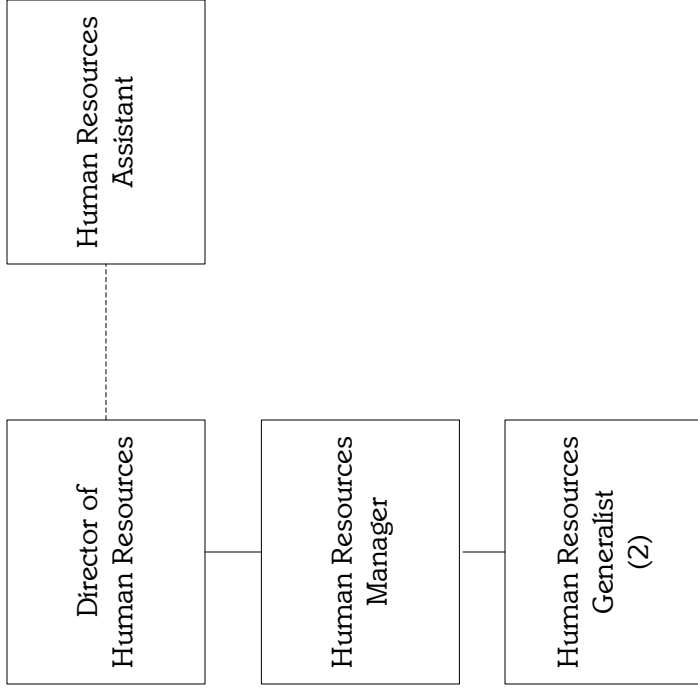 Human Resources
Assistant
Director of
Human Resources
Human Resources
Manager
Human Resources
Generalist
(2)